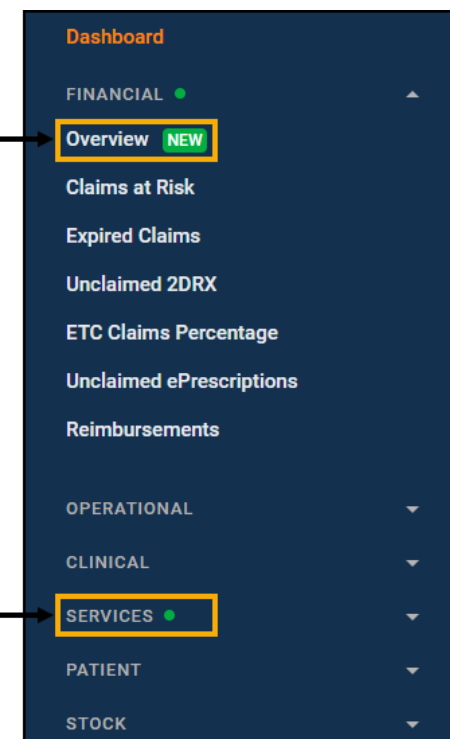 Dashboard
FINANCIAL
Overview NEW
Claims at Risk
Expired Claims
Unclaimed 2DRX
ETC Claims Percentage
Unclaimed ePrescriptions
Reimbursements
OPERATIONAL
CLINICAL
SERVICES
PATIENT
STOCK